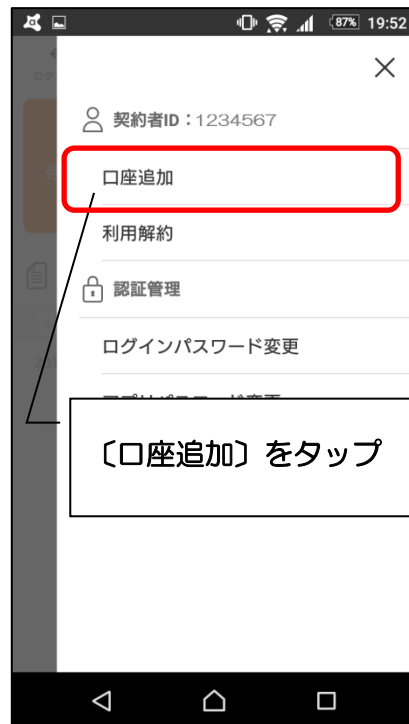 87% 19:52
契約者ID：1234567
口座追加
利用解約
認証管理
ログインパスワード変更
〔口座追加〕をタップ